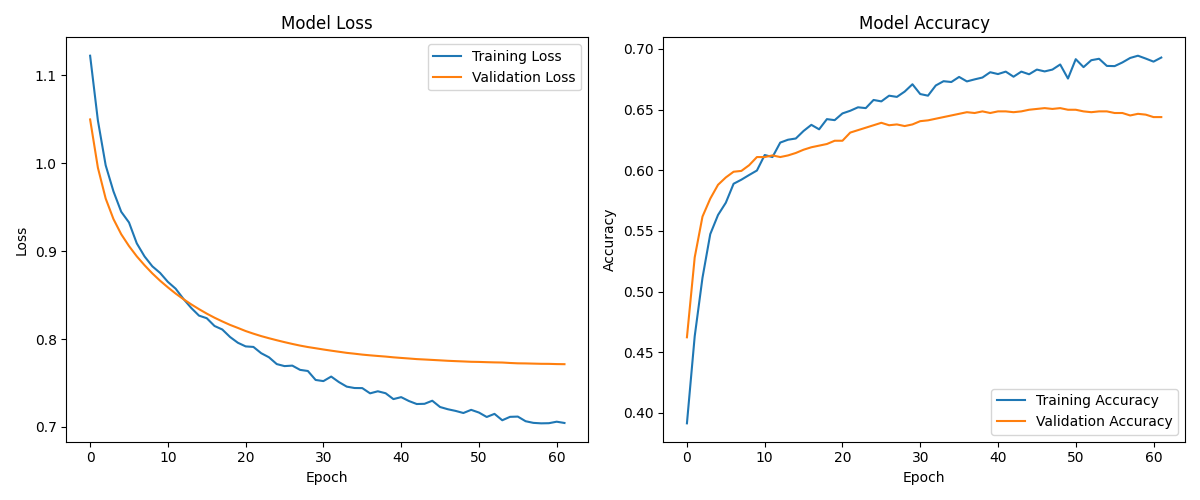 Model Loss
Training Loss
Validation Loss
1.1
1.0
0.9
0.8
0.7
Loss
0
10
20
30
40
50
60
Epoch
Model Accuracy
0.70
0.65
0.60
0.55
0.50
0.45
0.40
Accuracy
Training Accuracy
Validation Accuracy
0
10
20
30
40
50
60
Epoch